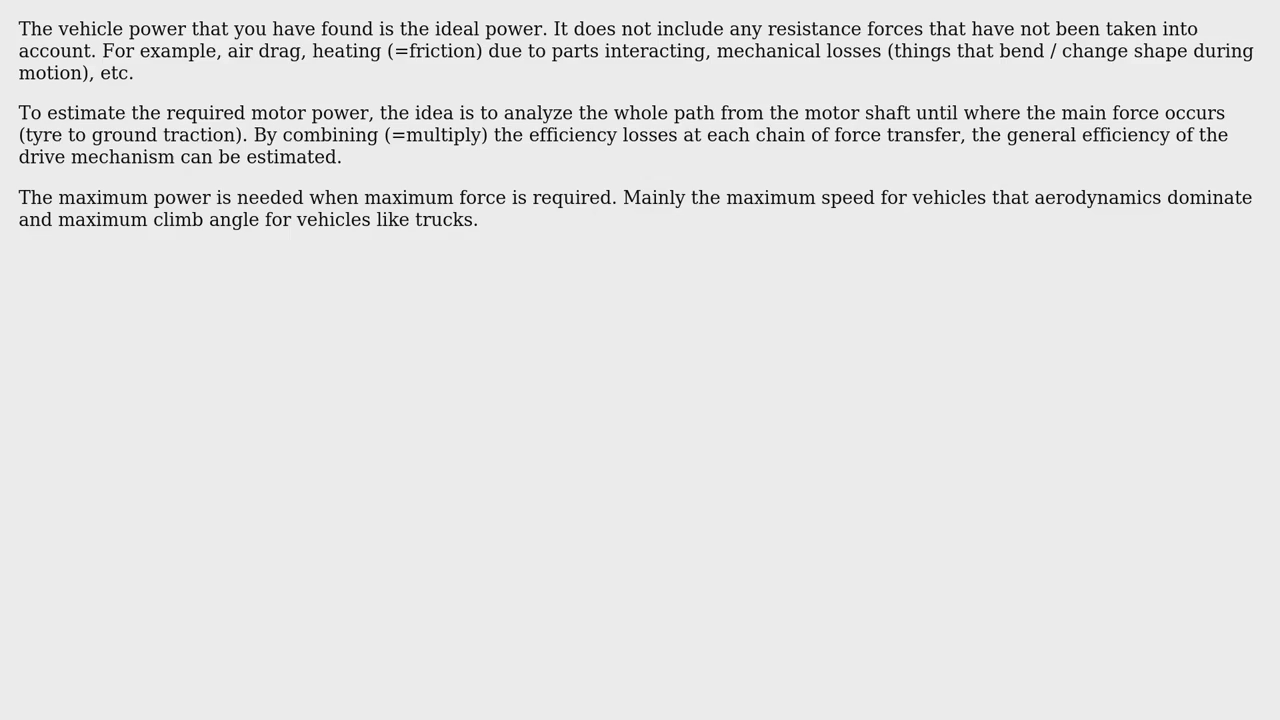 The vehicle power that you have found is the ideal power. It does not include any resistance forces that have not been taken into
account. For example, air drag, heating (=friction) due to parts interacting, mechanical losses (things that bend / change shape during
motion), etc.
To estimate the required motor power, the idea is to analyze the whole path from the motor shaft until where the main force occurs
(tyre to ground traction). By combining (=multiply) the efficiency losses at each chain of force transfer, the general efficiency of the
drive mechanism can be estimated.
The maximum power is needed when maximum force is required. Mainly the maximum speed for vehicles that aerodynamics dominate
and maximum climb angle for vehicles like trucks.